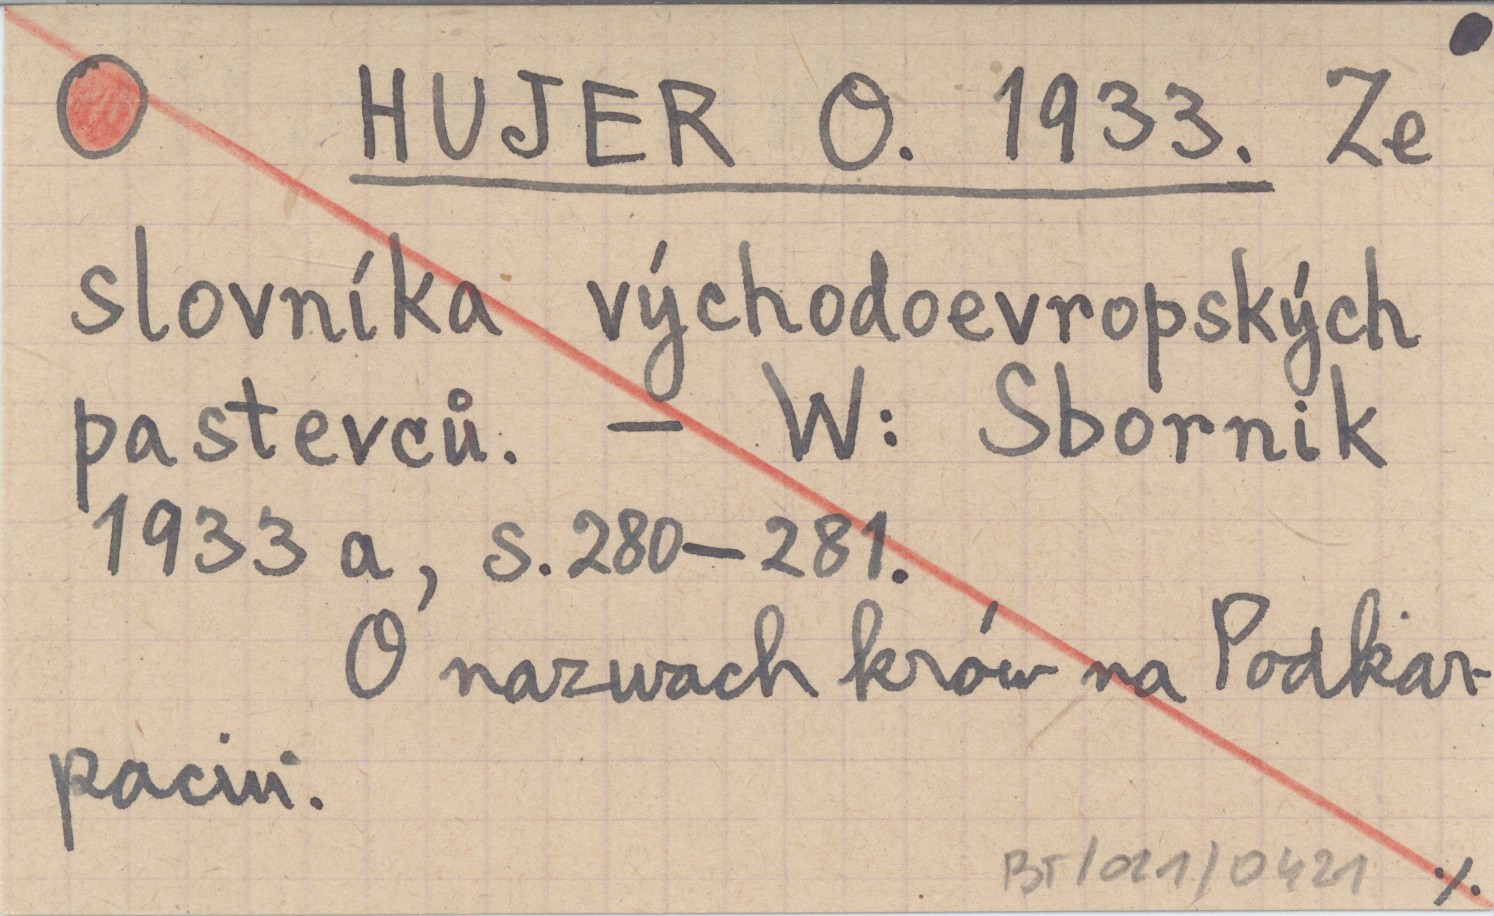 HUJER O. 1933. Ze
slovníka východoevropských
pastevců. — W: Sbornik
1933 a, s. 280—281.
O nazwach krów na Podkar-
paciu.
BT/021/0421
·/.